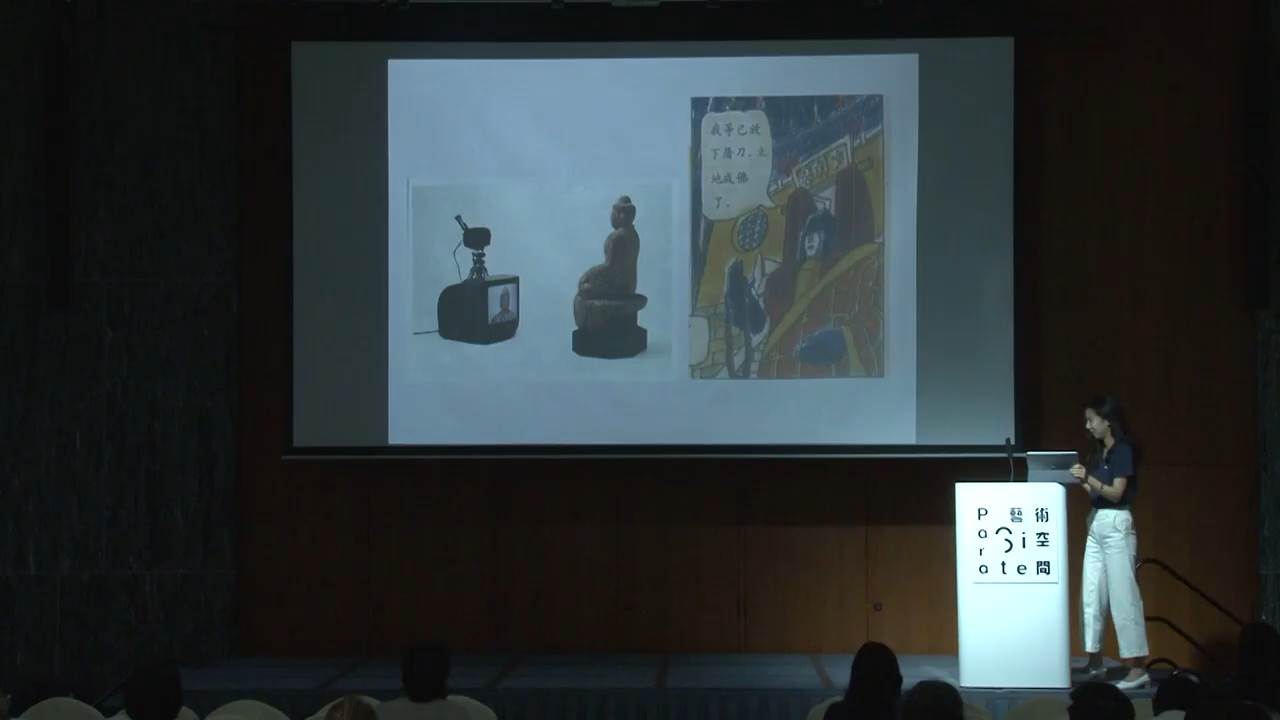 我等已放
下屠刀，立
地成佛
了。
Para Site
藝術空間